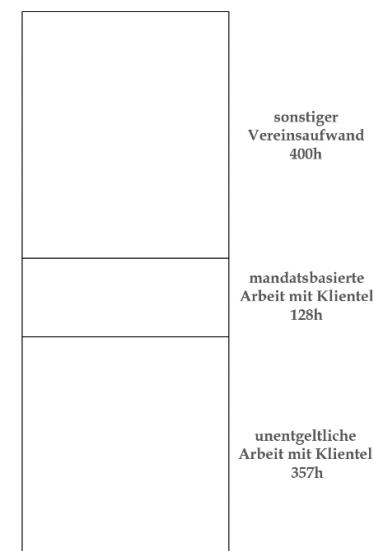 sonstiger
Vereinsaufwand
400h
mandatsbasierte
Arbeit mit Klientel
128h
unentgeltliche
Arbeit mit Klientel
357h